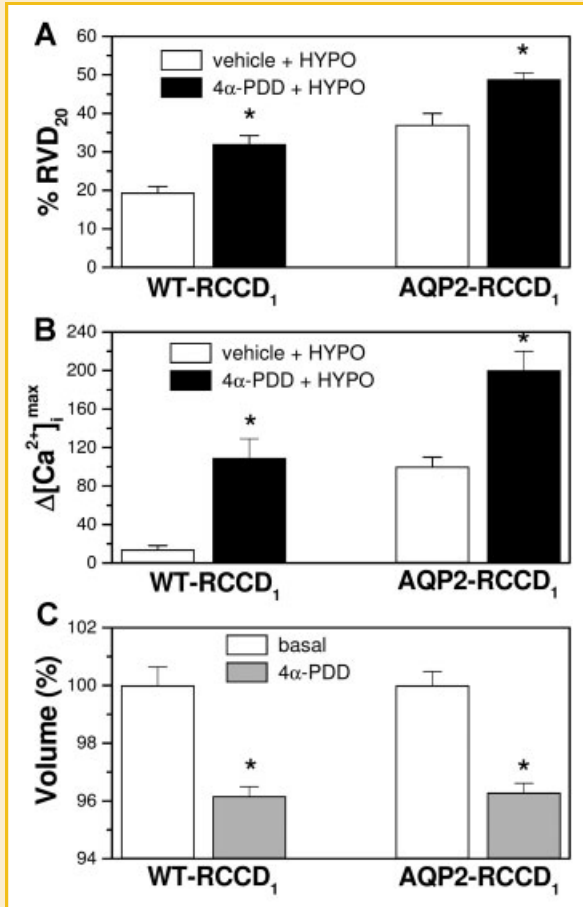 A
60
50
40
30
20
10
0
% RVD20
vehicle + HYPO
4α-PDD + HYPO
*
*
WT-RCCD1
AQP2-RCCD1
B
240
200
160
120
80
40
0
Δ[Ca2+]i max
vehicle + HYPO
4α-PDD + HYPO
*
*
WT-RCCD1
AQP2-RCCD1
C
102
100
98
96
94
Volume (%)
basal
4α-PDD
*
*
WT-RCCD1
AQP2-RCCD1